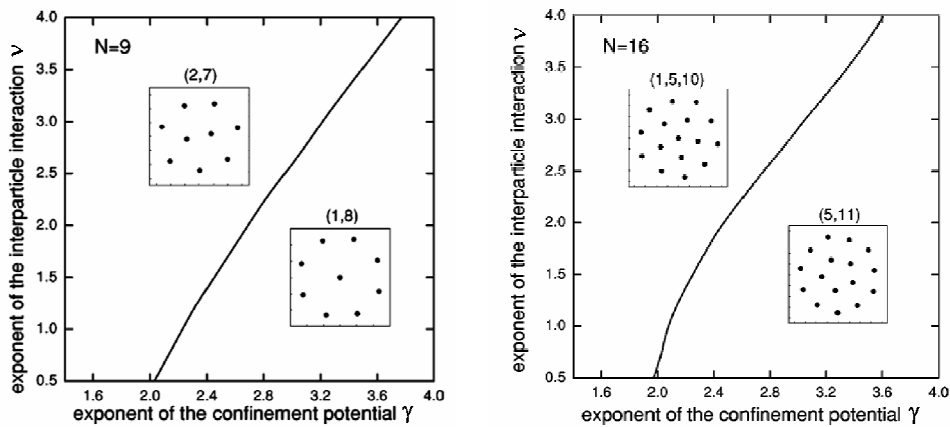 4.0
3.5
3.0
2.5
2.0
1.5
1.0
0.5
exponent of the interparticle interaction ν
N=9
(2,7)
(1,8)
1.6 2.0 2.4 2.8 3.2 3.6 4.0
exponent of the confinement potential γ
4.0
3.5
3.0
2.5
2.0
1.5
1.0
0.5
exponent of the interparticle interaction ν
N=16
(1,5,10)
(5,11)
1.6 2.0 2.4 2.8 3.2 3.6 4.0
exponent of the confinement potential γ